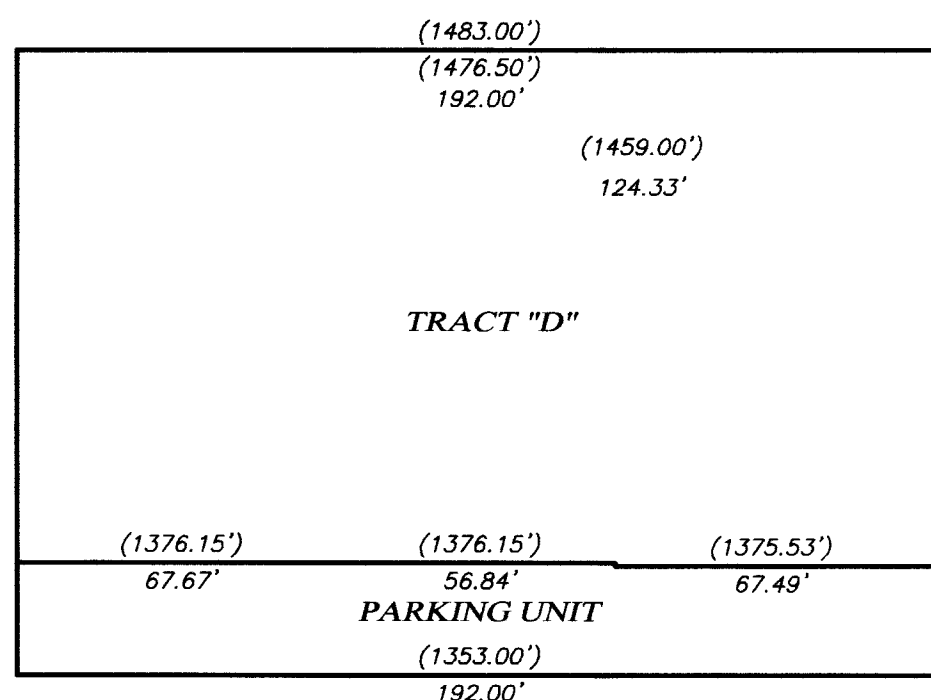 (1483.00')
(1476.50')
192.00'
(1459.00')
124.33'
TRACT "D"
(1376.15') (1376.15') (1375.53')
67.67' 56.84' 67.49'
PARKING UNIT
(1353.00')
192.00'